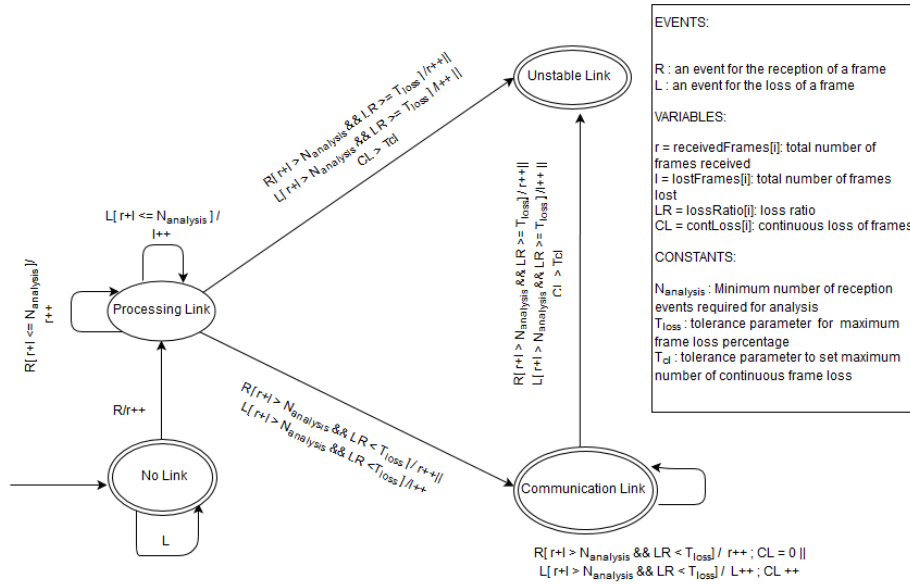 EVENTS:
R : an event for the reception of a frame
L : an event for the loss of a frame
VARIABLES:
r = receivedFrames[i]: total number of
frames received
l = lostFrames[i]: total number of frames
lost
LR = lossRatio[i]: loss ratio
CL = contLoss[i]: continuous loss of frames
CONSTANTS:
Nanalysis : Minimum number of reception
events required for analysis
Tloss : tolerance parameter for maximum
frame loss percentage
Tcl : tolerance parameter to set maximum
number of continuous frame loss
Unstable Link
R[ r+l > Nanalysis && LR >= Tloss] /r++||
L[ r+l > Nanalysis && LR >= Tloss] /l++ ||
CL > Tcl
L[ r+l <= Nanalysis ] /
l++
Processing Link
R[ r+l <= Nanalysis]/
r++
R[ r+l > Nanalysis && LR >= Tloss] / r++||
L[ r+l > Nanalysis && LR >= Tloss] /l++ ||
CL > Tcl
R/r++
R[ r+l > Nanalysis && LR < Tloss] / r++||
L[ r+l > Nanalysis && LR <Tloss] /l++
No Link
L
Communication Link
R[ r+l > Nanalysis && LR < Tloss] / r++ ; CL = 0 ||
L[ r+l > Nanalysis && LR < Tloss] / L++ ; CL ++